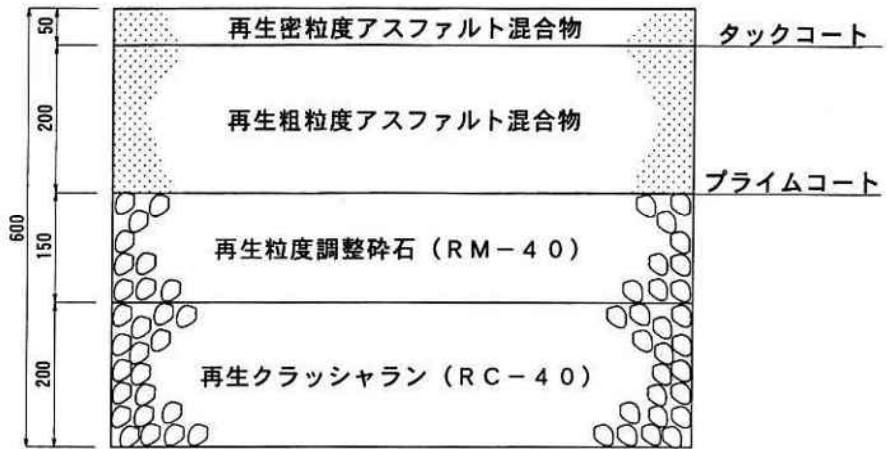 50
再生密粒度アスファルト混合物
タックコート
200
再生粗粒度アスファルト混合物
プライムコート
600
150
再生粒度調整砕石（RM－40）
200
再生クラッシャラン（RC－40）